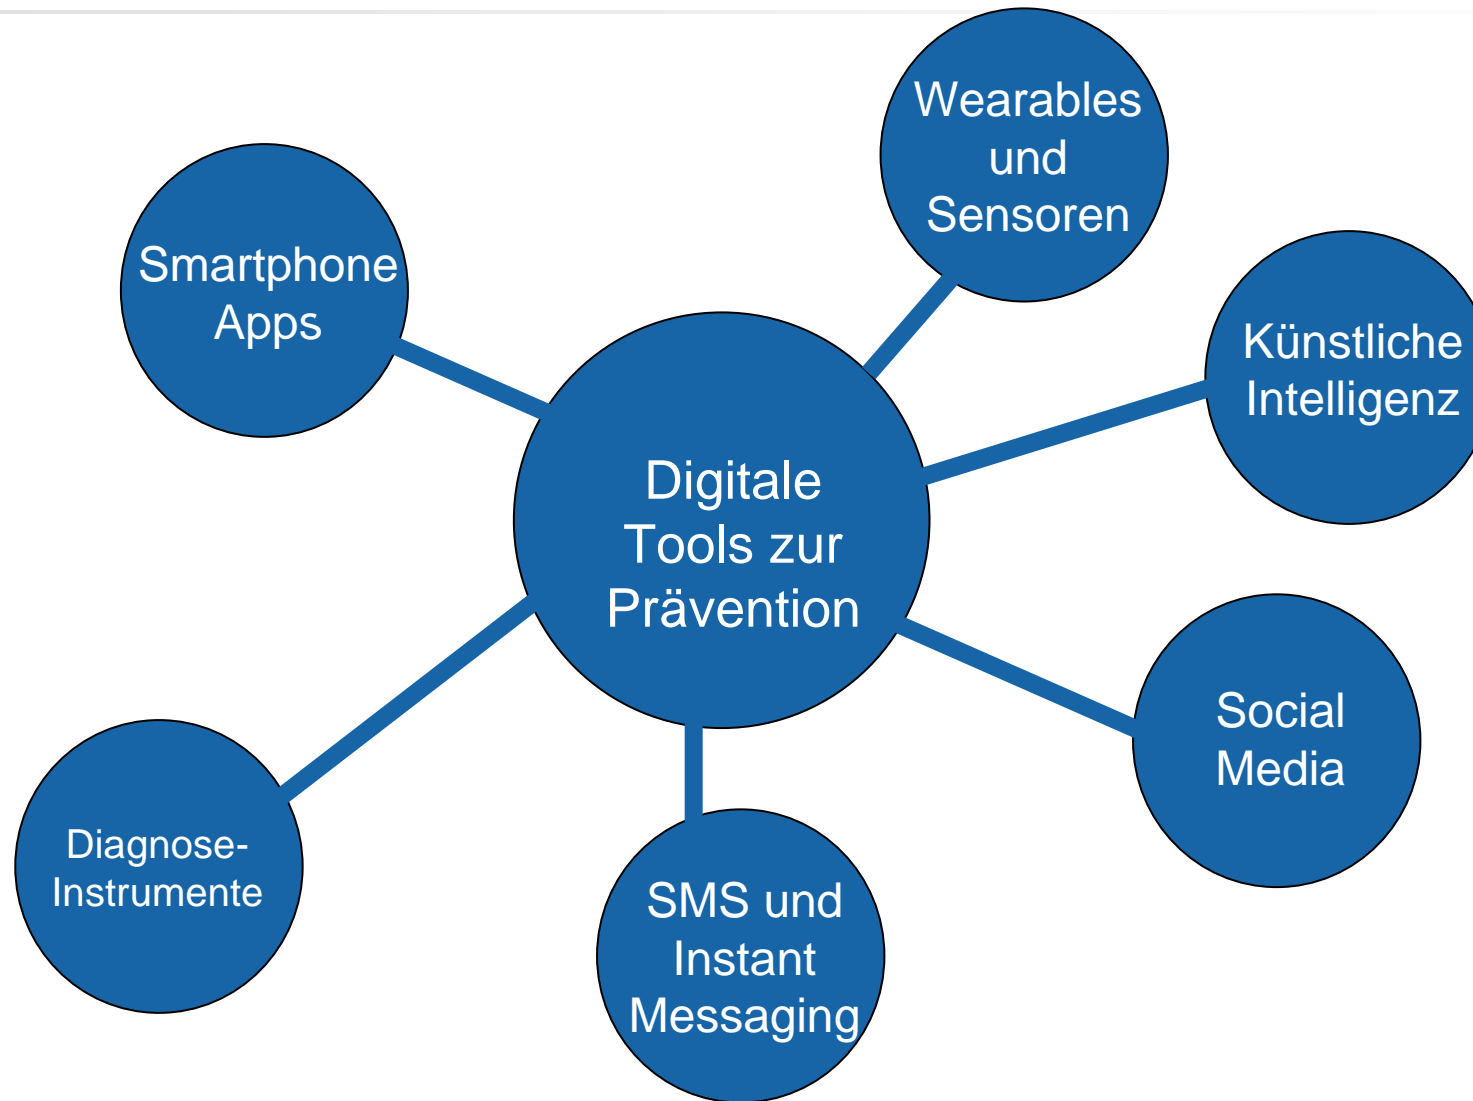 Wearables
und
Sensoren
Smartphone
Apps
Künstliche
Intelligenz
Digitale
Tools zur
Prävention
Social
Media
Diagnose-
Instrumente
SMS und
Instant
Messaging